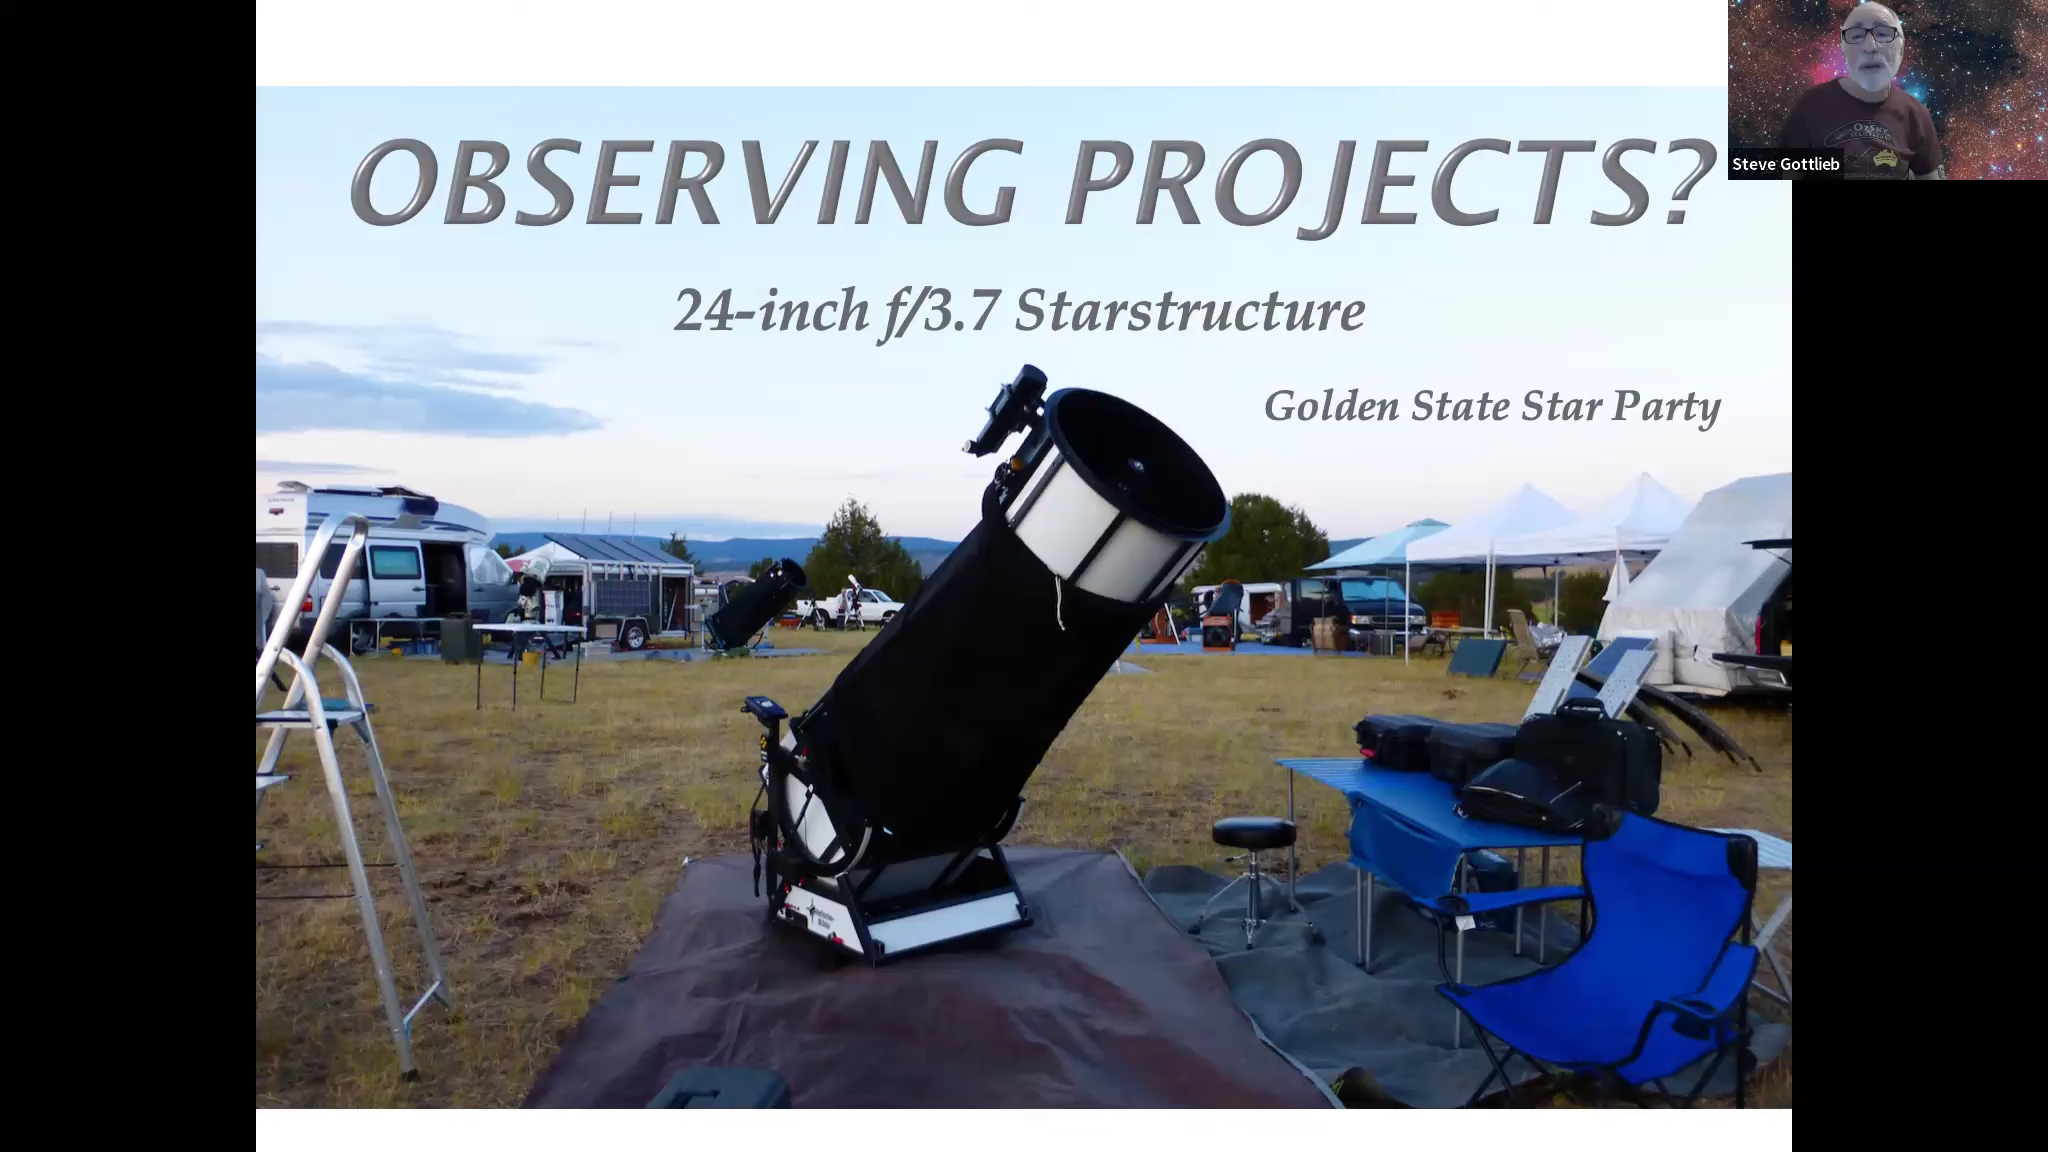 OBSERVING PROJECTS?
Steve Gottlieb
24-inch f/3.7 Starstructure
Golden State Star Party